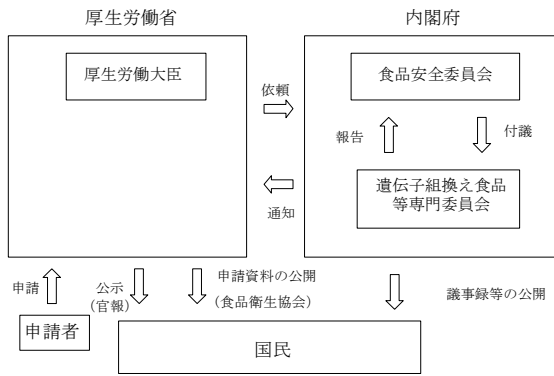 厚生労働省
内閣府
厚生労働大臣
食品安全委員会
依頼
報告
付議
通知
遺伝子組換え食品
等専門委員会
申請
公示
(官報)
申請資料の公開
(食品衛生協会)
議事録等の公開
申請者
国民